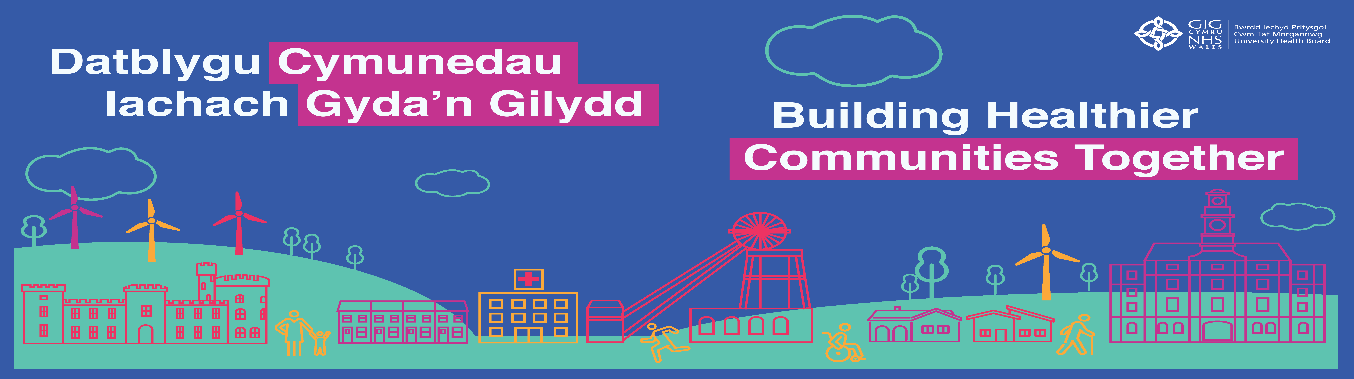 Datblygu Cymunedau
Iachach Gyda'n Gilydd
Building Healthier
Communities Together
GIG
CYMRU
NHS
WALES
Bwrdd Iechyd Prifysgol
Cwm Taf Morgannwg
University Health Board